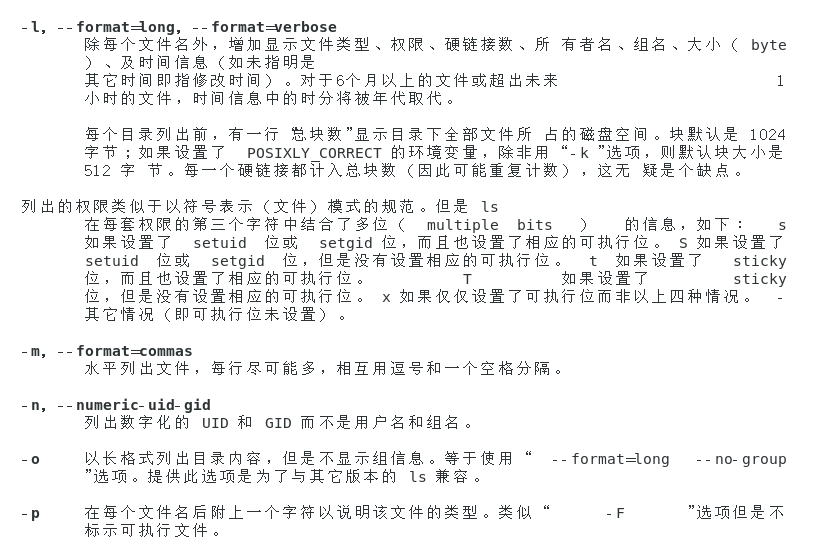 -l, --format=long, --format=verbose
除每个文件名外，增加显示文件类型、权限、硬链接数、所 有者名、组名、大小（ byte
）、及时间信息（如未指明是
其它时间即指修改时间）。对于6个月以上的文件或超出未来 1
小时的文件，时间信息中的时分将被年代取代。
每个目录列出前，有一行“总块数”显示目录下全部文件所 占的磁盘空间。块默认是 1024
字节；如果设置了 POSIXLY_CORRECT 的环境变量，除非用“-k”选项，则默认块大小是
512 字 节。每一个硬链接都计入总块数（因此可能重复计数），这无 疑是个缺点。
列出的权限类似于以符号表示（文件）模式的规范。但是 ls
在每套权限的第三个字符中结合了多位（ multiple bits ） 的信息，如下： s
如果设置了 setuid 位或 setgid 位，而且也设置了相应的可执行位。 S 如果设置了
setuid 位或 setgid 位，但是没有设置相应的可执行位。 t 如果设置了 sticky
位，而且也设置了相应的可执行位。 T 如果设置了 sticky
位，但是没有设置相应的可执行位。 x 如果仅仅设置了可执行位而非以上四种情况。 -
其它情况（即可执行位未设置）。
-m, --format=commas
水平列出文件，每行尽可能多，相互用逗号和一个空格分隔。
-n, --numeric-uid-gid
列出数字化的 UID 和 GID 而不是用户名和组名。
-o 以长格式列出目录内容，但是不显示组信息。等于使用“ --format=long --no-group
”选项。提供此选项是为了与其它版本的 ls 兼容。
-p 在每个文件名后附上一个字符以说明该文件的类型。类似“ -F ”选项但是不
标示可执行文件。